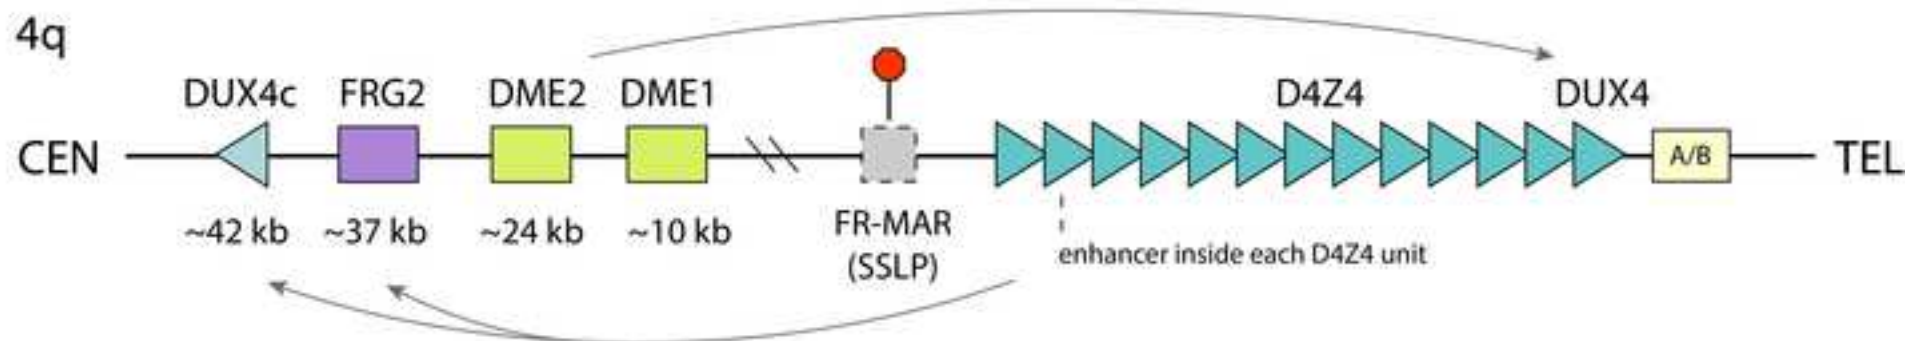 4q
DUX4c FRG2 DME2 DME1 D4Z4 DUX4
CEN A/B TEL
~42 kb ~37 kb ~24 kb ~10 kb
FR-MAR
(SSLP)
enhancer inside each D4Z4 unit